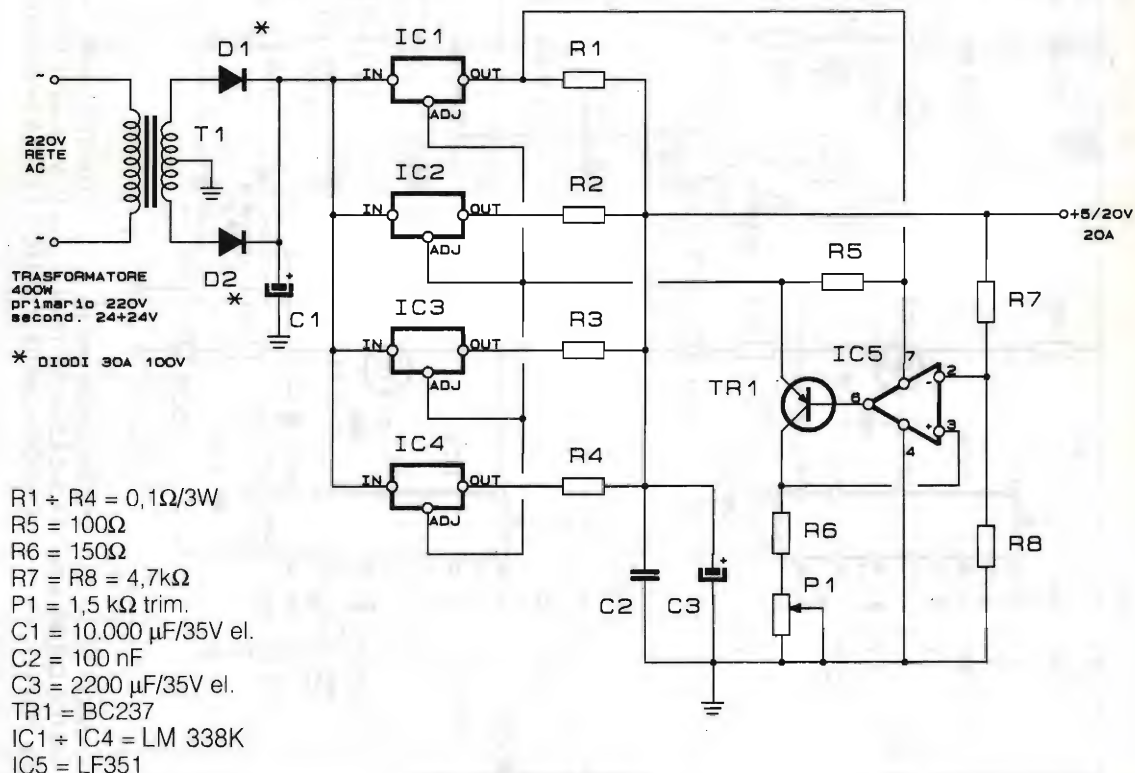 D1 *
IC1
R1
IN
OUT
ADJ
~
220V
RETE
AC
T1
~
IC2
R2
IN
OUT
ADJ
+5/20V
20A
TRASFORMATORE
400W
primario 220V
second. 24+24V
D2 *
+
C1
* DIODI 30A 100V
IC3
R3
IN
OUT
ADJ
R5
R7
IC5
7
2
-
6
+
3
4
TR1
IC4
R4
IN
OUT
ADJ
R6
R8
P1
C2
C3
+
R1 ÷ R4 = 0,1Ω/3W
R5 = 100Ω
R6 = 150Ω
R7 = R8 = 4,7kΩ
P1 = 1,5 kΩ trim.
C1 = 10.000 µF/35V el.
C2 = 100 nF
C3 = 2200 µF/35V el.
TR1 = BC237
IC1 ÷ IC4 = LM 338K
IC5 = LF351